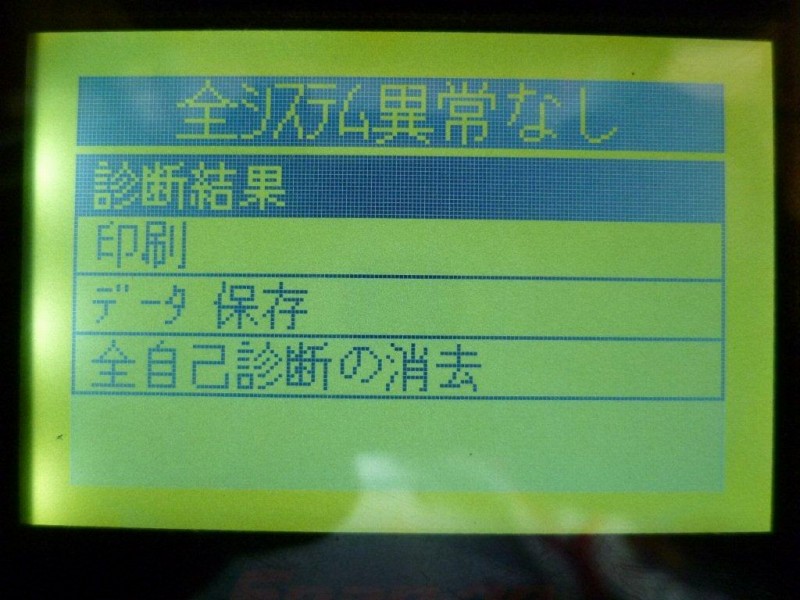 全システム異常なし
診断結果
印刷
データ 保存
全自己診断の消去